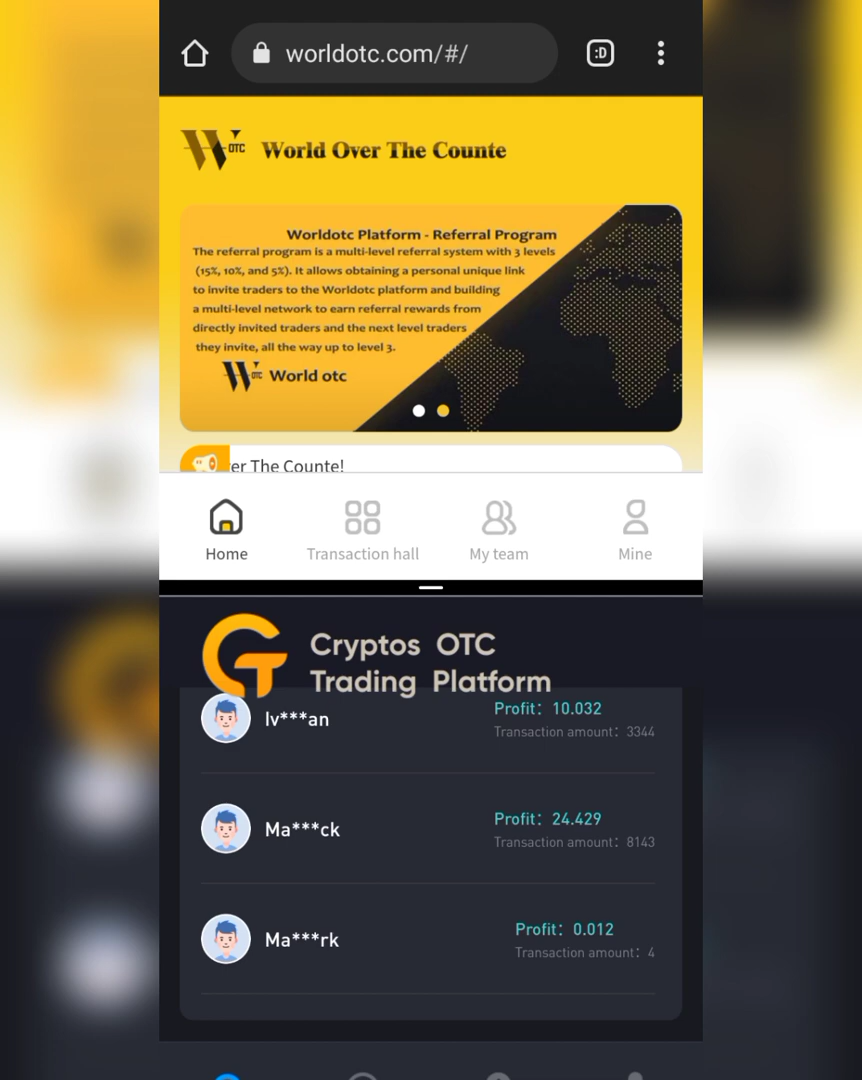 worldotc.com/#/
:D
W OTC World Over The Counte
Worldotc Platform - Referral Program
The referral program is a multi-level referral system with 3 levels
(15%, 10%, and 5%). It allows obtaining a personal unique link
to invite traders to the Worldotc platform and building
a multi-level network to earn referral rewards from
directly invited traders and the next level traders
they invite, all the way up to level 3.
W OTC World otc
er The Counte!
Home
Transaction hall
My team
Mine
Cryptos OTC
Trading Platform
Iv***an
Profit: 10.032
Transaction amount: 3344
Ma***ck
Profit: 24.429
Transaction amount: 8143
Ma***rk
Profit: 0.012
Transaction amount: 4